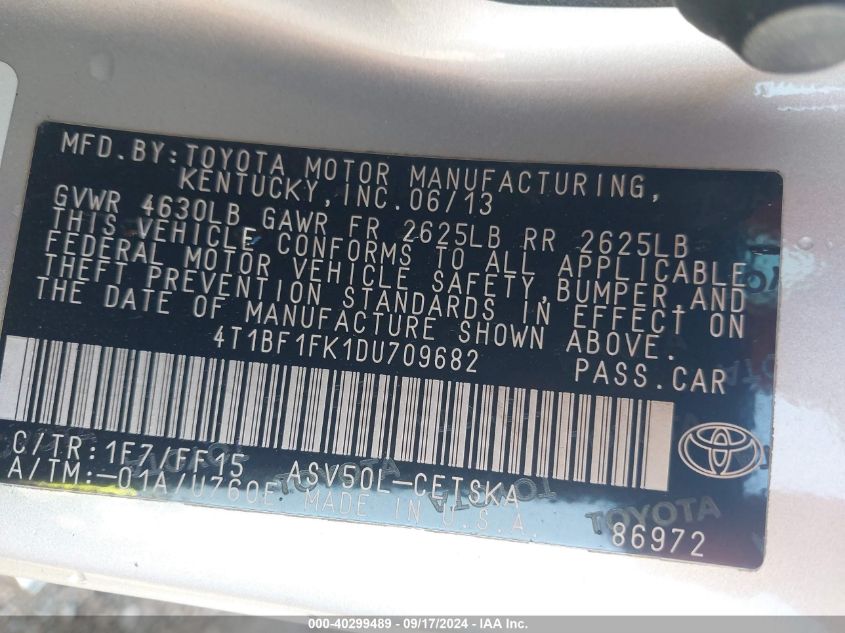 MFD.BY:TOYOTA MOTOR MANUFACTURING,
KENTUCKY,INC.06/13
GVWR 4630LB GAWR FR 2625LB RR 2625LB
THIS VEHICLE CONFORMS TO ALL APPLICABLE
FEDERAL MOTOR VEHICLE SAFETY,BUMPER,AND
THEFT PREVENTION STANDARDS IN EFFECT ON
THE DATE OF MANUFACTURE SHOWN ABOVE.
4T1BF1FK1DU709682 PASS.CAR
C/TR:1F7/FF15 ASV50L-CETSKA
A/TM:-01A/U760E MADE IN U.S.A.
TOYOTA
86972
000-40299489 - 09/17/2024 - IAA Inc.